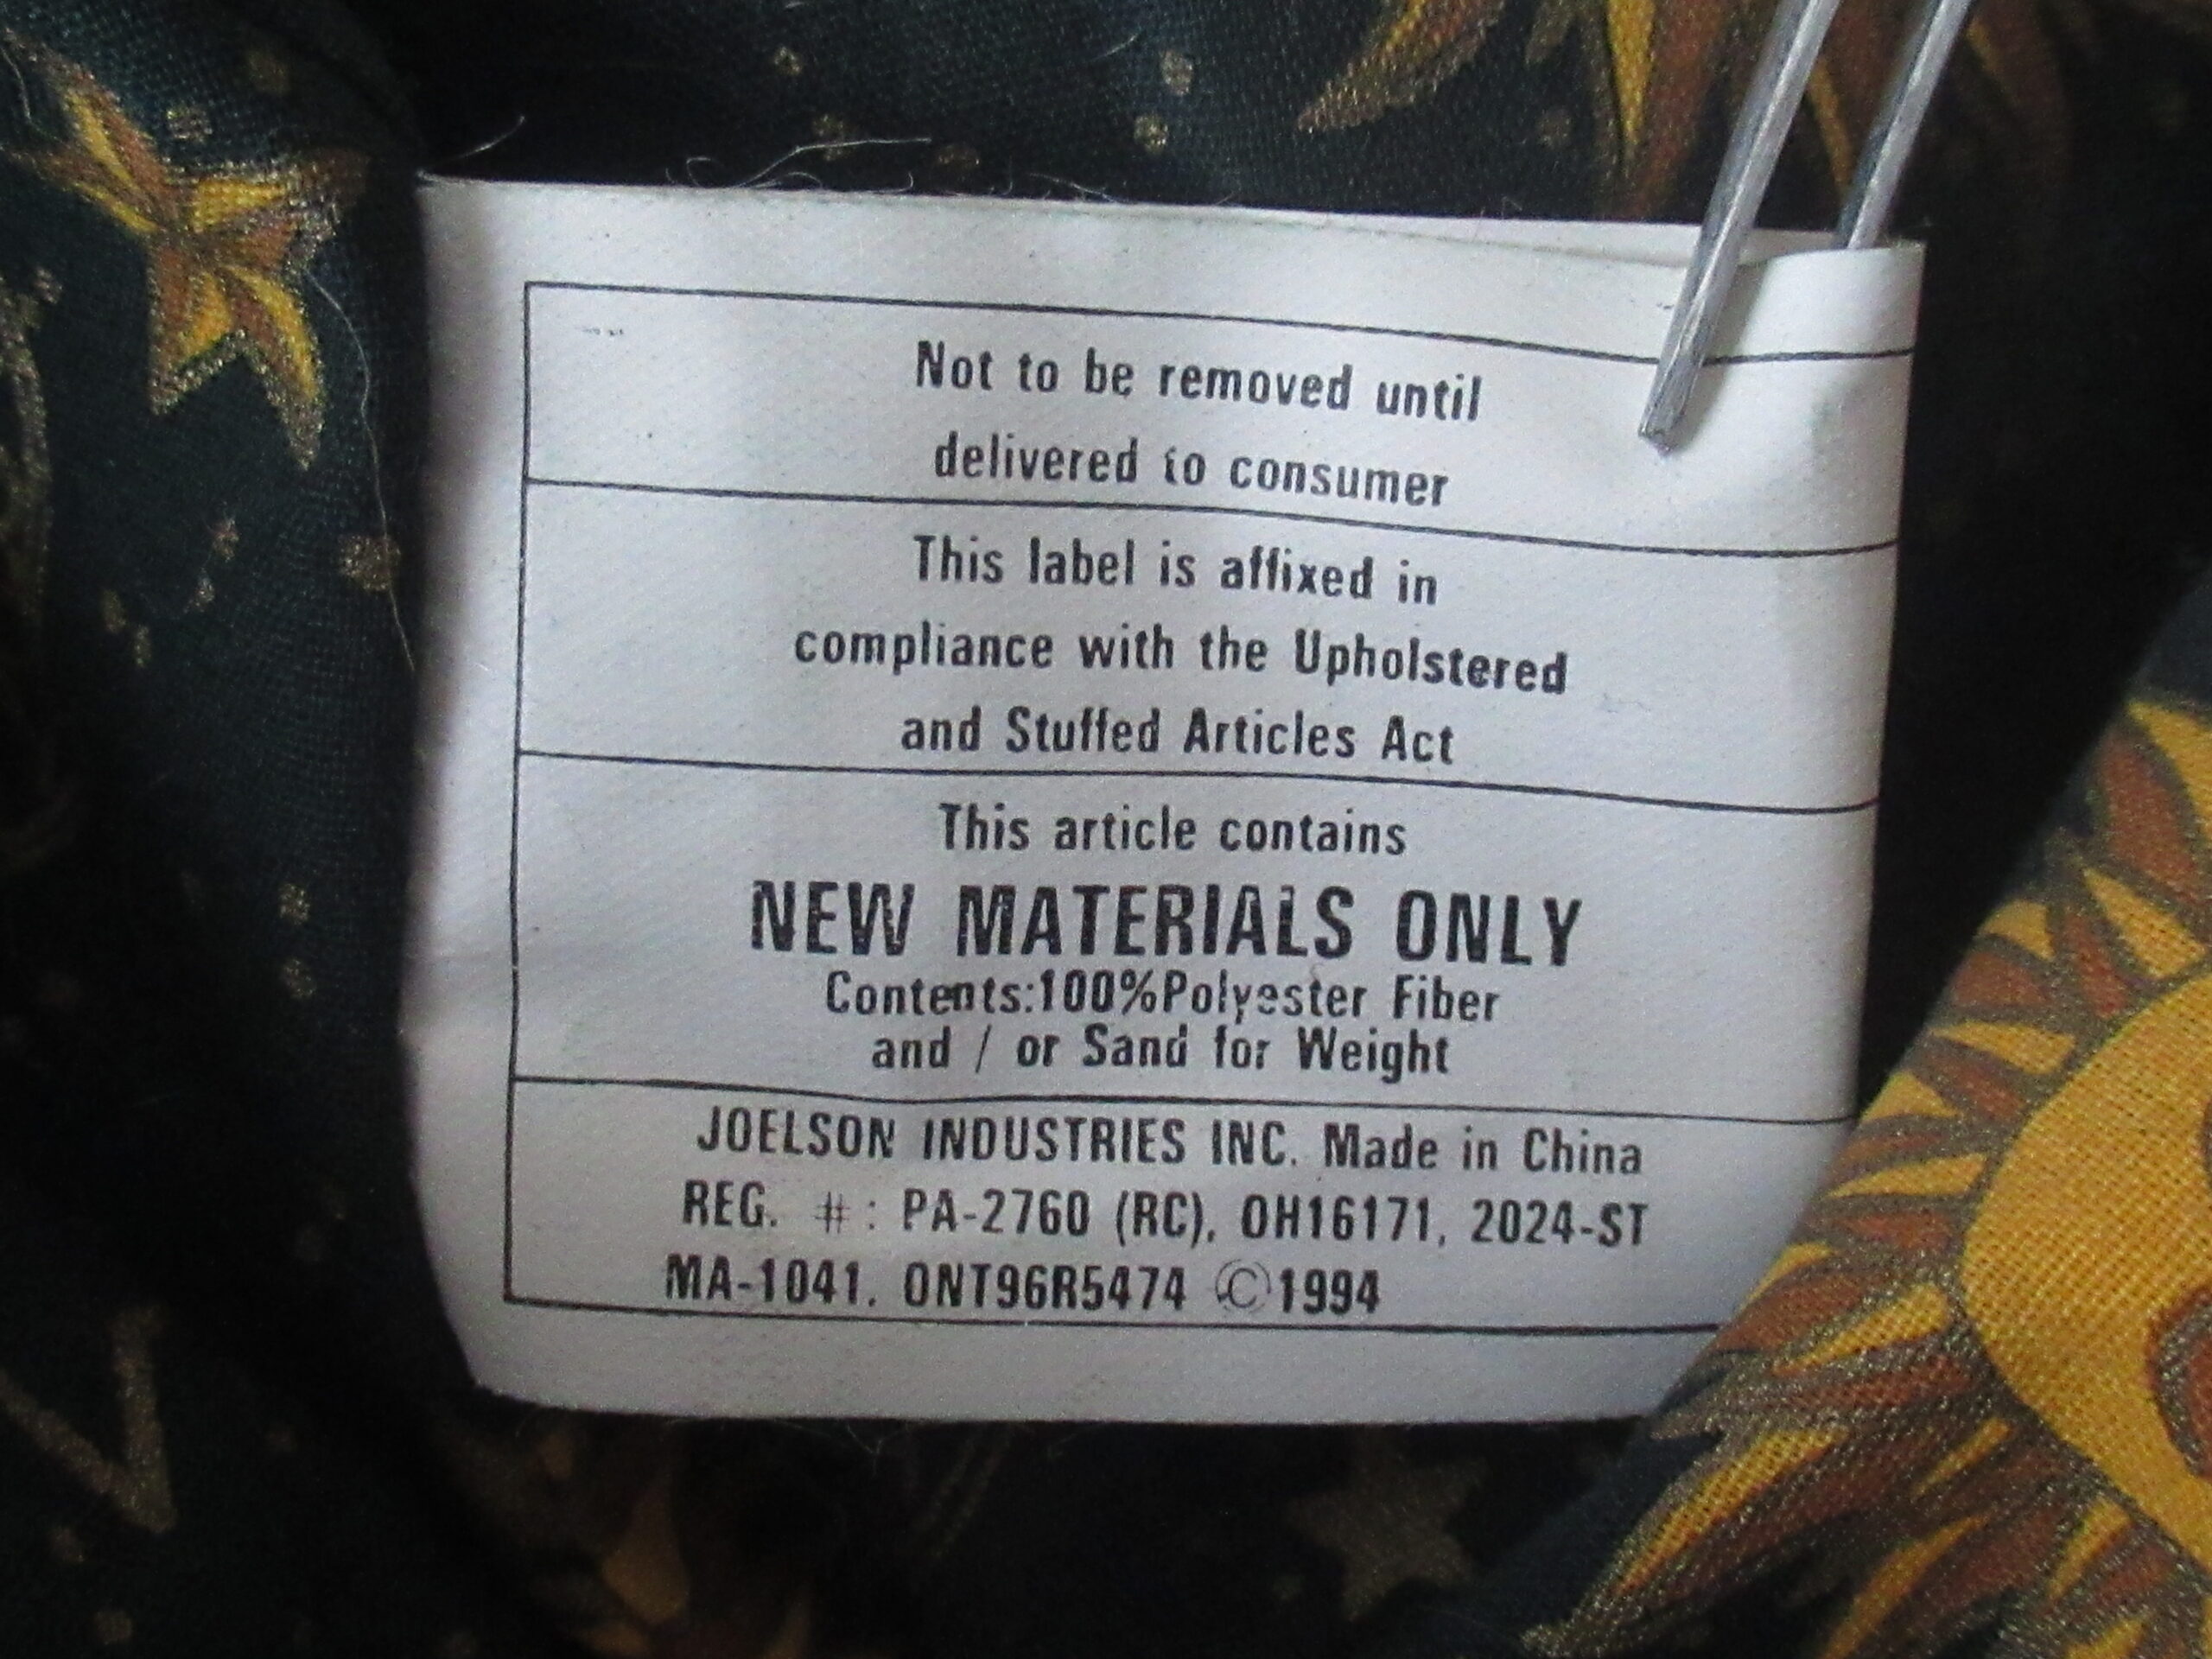 Not to be removed until
delivered to consumer
This label is affixed in
compliance with the Upholstered
and Stuffed Articles Act
This article contains
NEW MATERIALS ONLY
Contents:100%Polyester Fiber
and / or Sand for Weight
JOELSON INDUSTRIES INC. Made in China
REG. #: PA-2760 (RC), OH16171, 2024-ST
MA-1041. ONT96R5474 ©1994